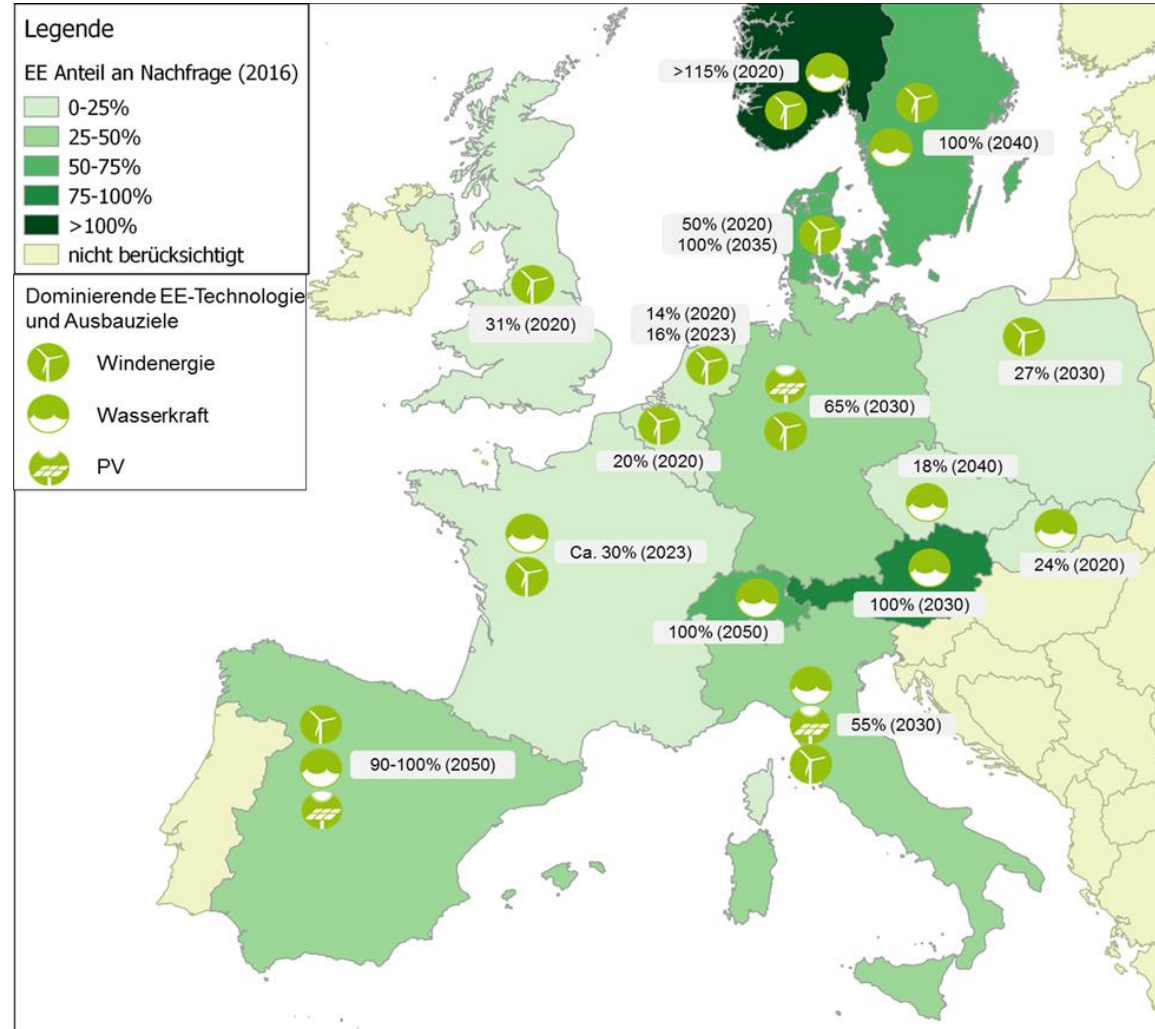 Legende
EE Anteil an Nachfrage (2016)
0-25%
25-50%
50-75%
75-100%
>100%
nicht berücksichtigt
Dominierende EE-Technologie
und Ausbauziele
Windenergie
Wasserkraft
PV
>115% (2020)
100% (2040)
50% (2020)
100% (2035)
31% (2020)
14% (2020)
16% (2023)
27% (2030)
65% (2030)
20% (2020)
18% (2040)
Ca. 30% (2023)
24% (2020)
100% (2030)
100% (2050)
55% (2030)
90-100% (2050)